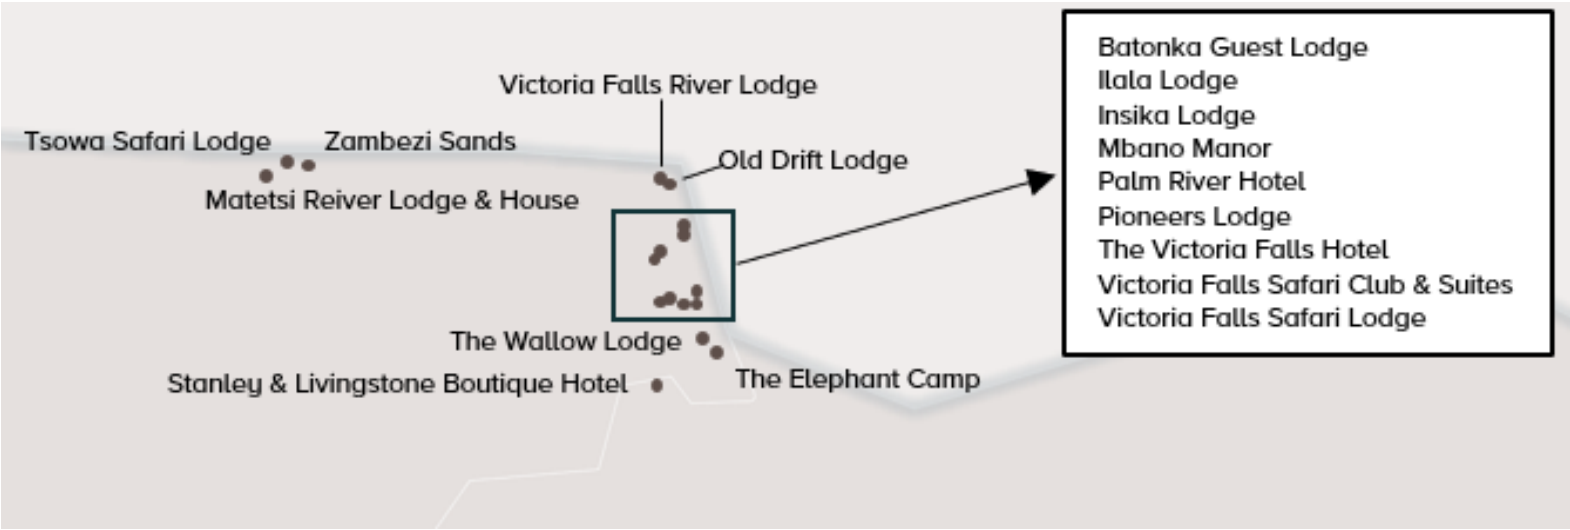 Victoria Falls River Lodge
Tsowa Safari Lodge
Zambezi Sands
Old Drift Lodge
Matetsi Reiver Lodge & House
The Wallow Lodge
The Elephant Camp
Stanley & Livingstone Boutique Hotel
Batonka Guest Lodge
Ilala Lodge
Insika Lodge
Mbano Manor
Palm River Hotel
Pioneers Lodge
The Victoria Falls Hotel
Victoria Falls Safari Club & Suites
Victoria Falls Safari Lodge